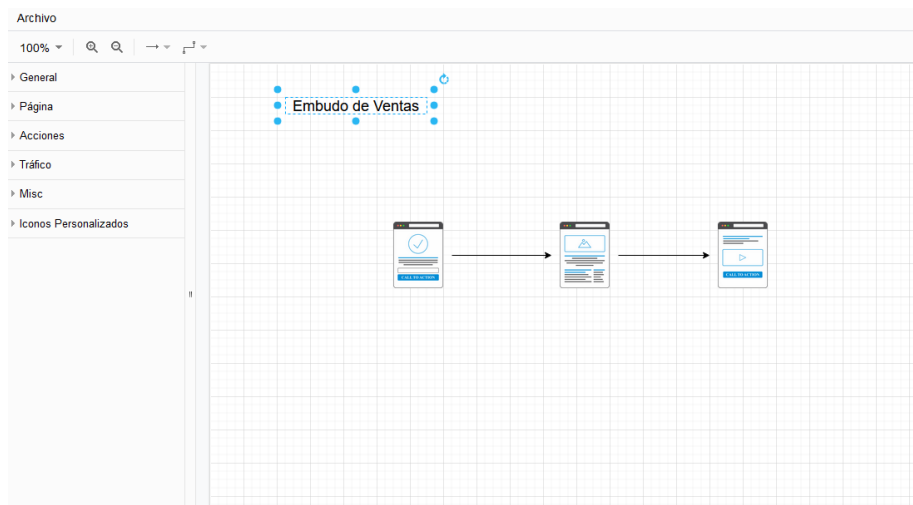 Archivo
100%
General
Página
Acciones
Tráfico
Misc
Iconos Personalizados
Embudo de Ventas
CALL TO ACTION
CALL TO ACTION